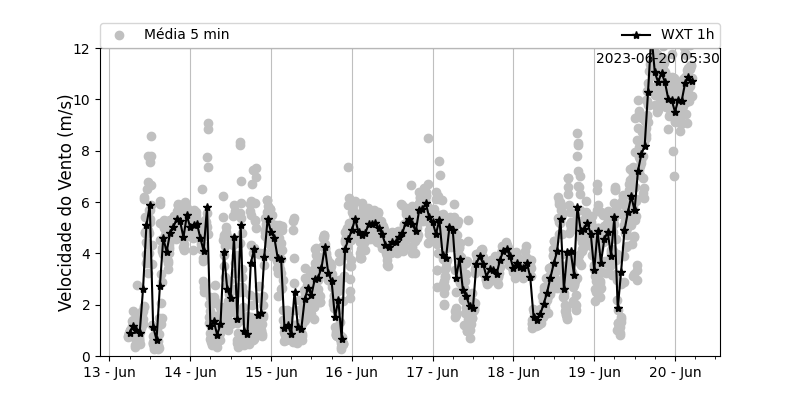 Média 5 min WXT 1h
2023-06-20 05:30
Velocidade do Vento (m/s)
12
10
8
6
4
2
0
13 - Jun 14 - Jun 15 - Jun 16 - Jun 17 - Jun 18 - Jun 19 - Jun 20 - Jun